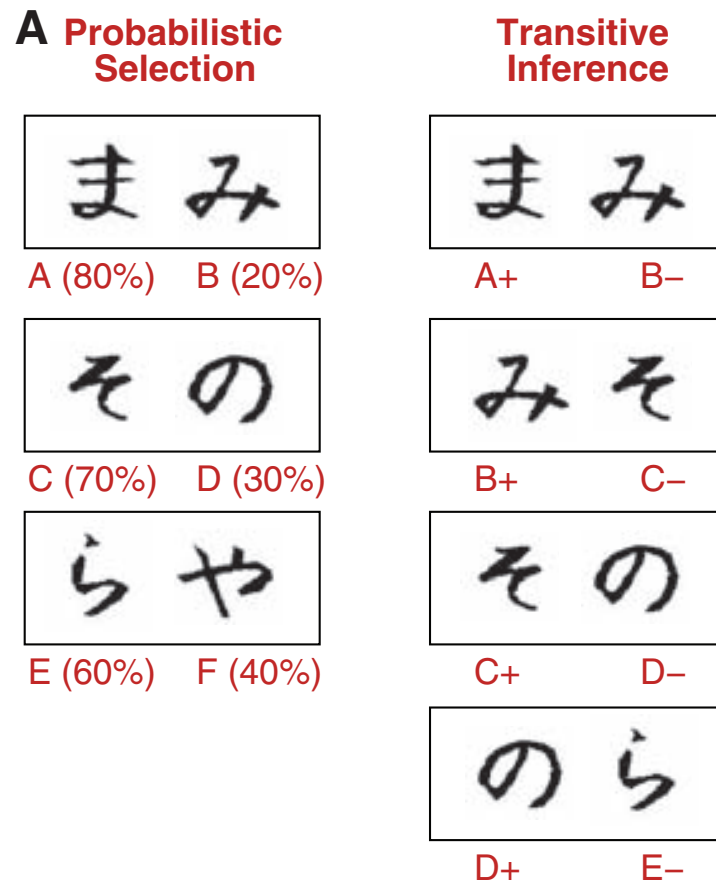 A Probabilistic Selection
Transitive Inference
ま み
A (80%) B (20%)
そ の
C (70%) D (30%)
ら や
E (60%) F (40%)
ま み
A+ B−
み そ
B+ C−
そ の
C+ D−
の ら
D+ E−